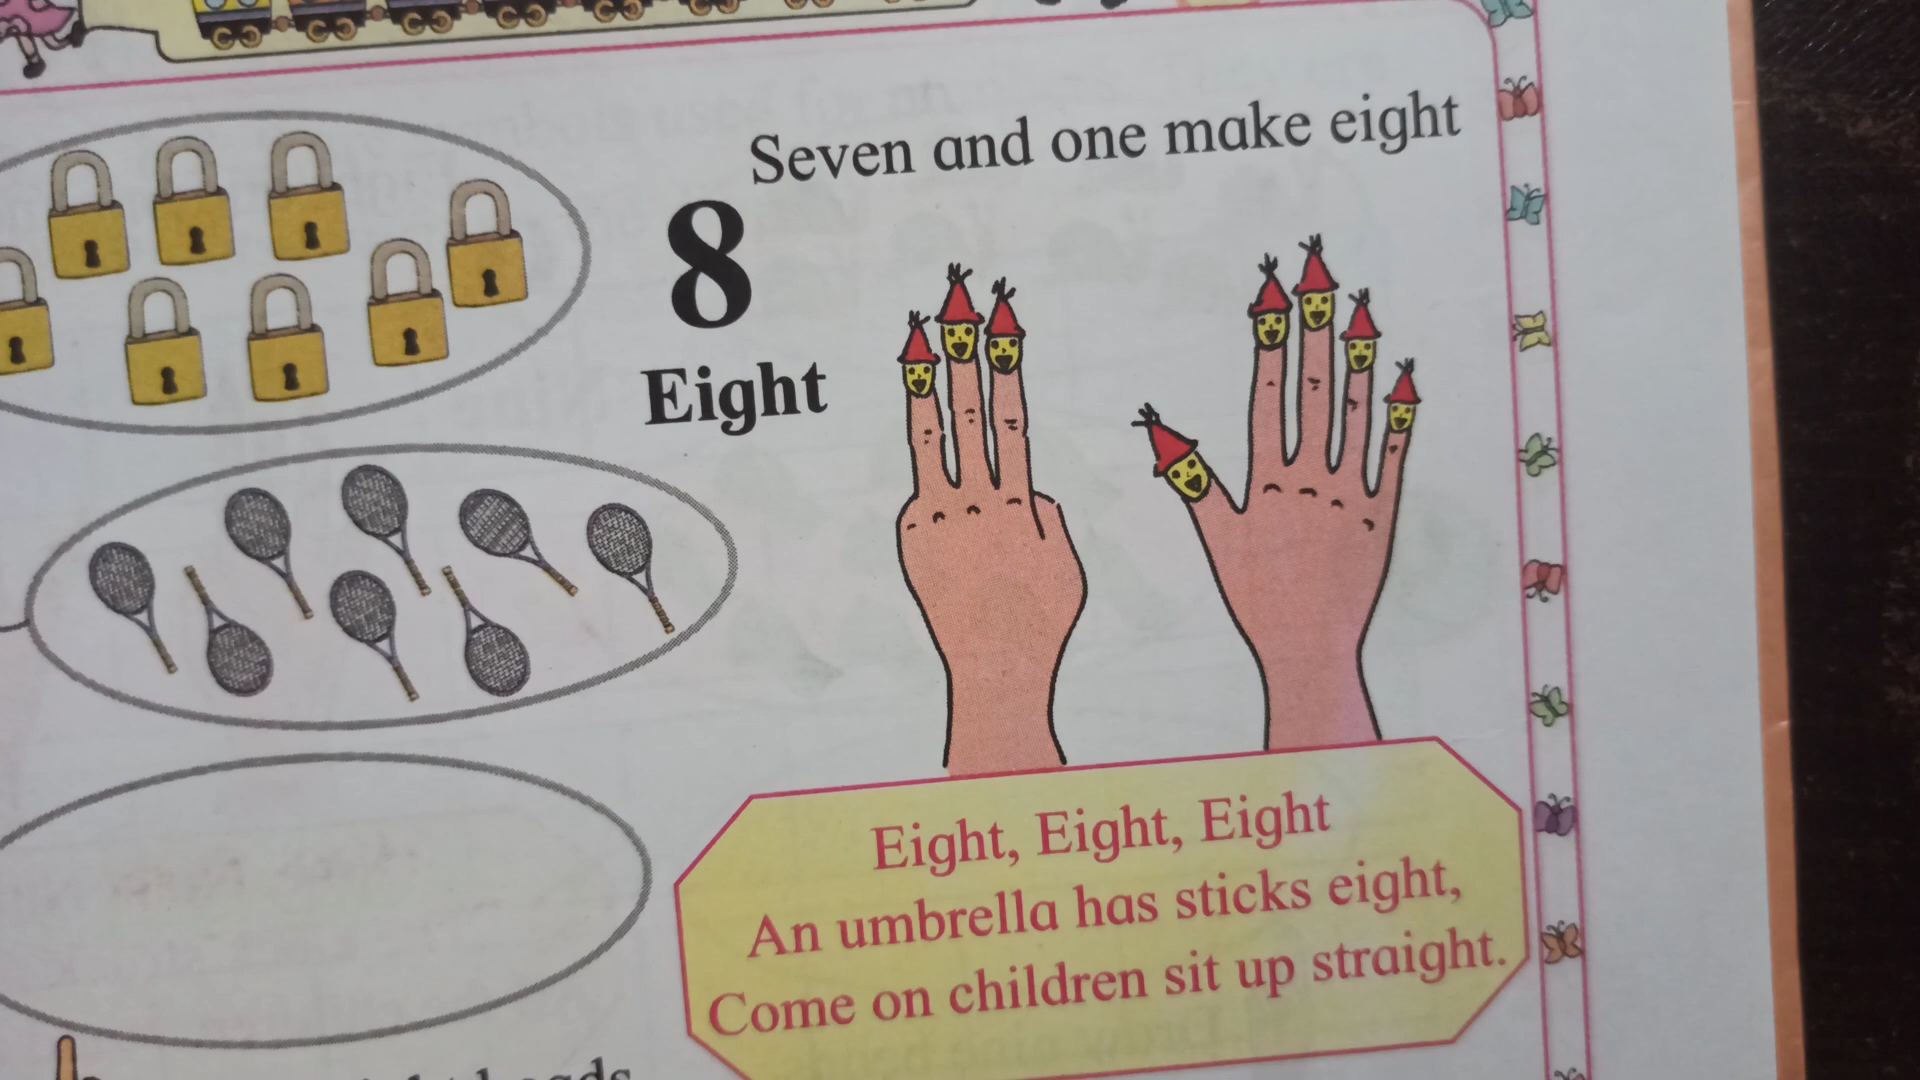 Seven and one make eight
8
Eight
Eight, Eight, Eight
An umbrella has sticks eight,
Come on children sit up straight.